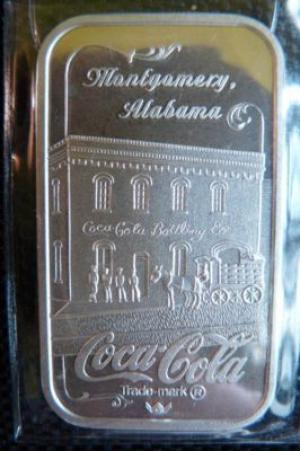 Montgomery,
Alabama
Coca-Cola Bottling Co
Coca-Cola
Trade-mark ®